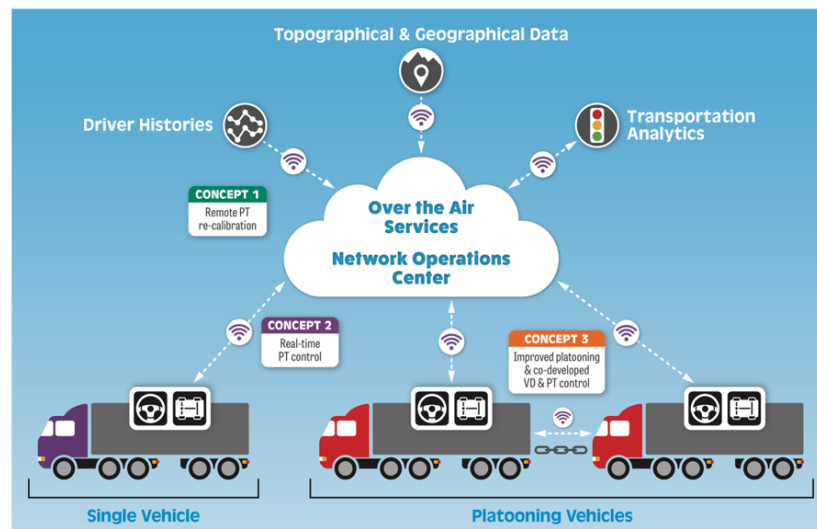 Topographical & Geographical Data
Driver Histories
Transportation
Analytics
CONCEPT 1
Remote PT
re-calibration
Over the Air
Services
Network Operations
Center
CONCEPT 2
Real-time
PT control
CONCEPT 3
Improved platooning
& co-developed
VD & PT control
Single Vehicle
Platooning Vehicles